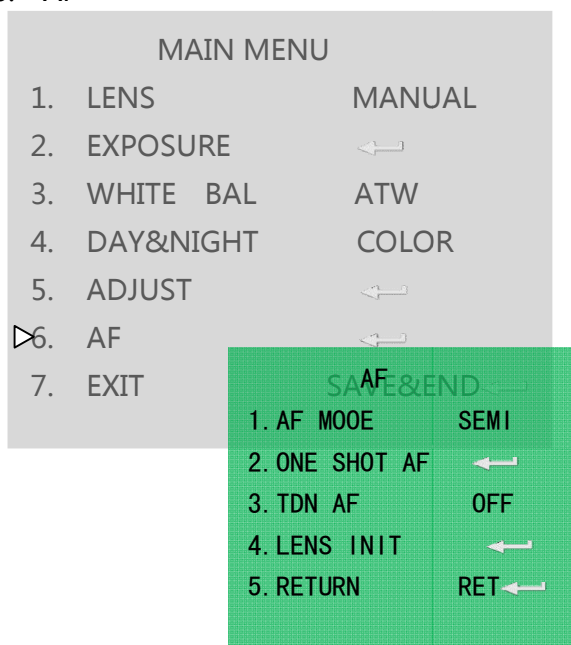 MAIN MENU
1. LENS MANUAL
2. EXPOSURE
3. WHITE BAL ATW
4. DAY&NIGHT COLOR
5. ADJUST
6. AF
7. EXIT SAVE&END
AF
1. AF MOOE SEMI
2. ONE SHOT AF
3. TDN AF OFF
4. LENS INIT
5. RETURN RET